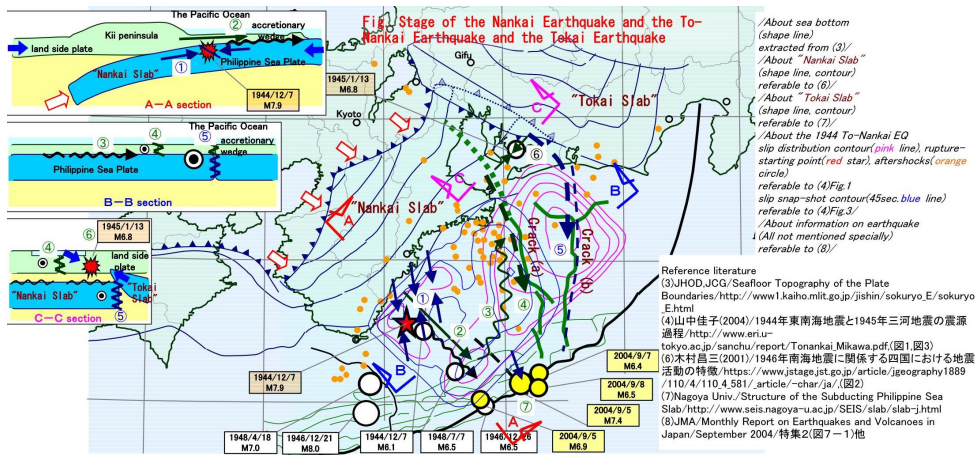 The Pacific Ocean
Kii peninsula
②
accretionary
wedge
land side plate
①
Philippine Sea Plate
"Nankai Slab"
1944/12/7
M7.9
A－A section
The Pacific Ocean
③
④
⑤
accretionary
wedge
Philippine Sea Plate
B－B section
1945/1/13
M6.8
⑥
④
land side
plate
"Nankai Slab"
"Tokai
Slab"
⑤
C－C section
Fig. Stage of the Nankai Earthquake and the To-
Nankai Earthquake and the Tokai Earthquake
Gifu
1945/1/13
M6.8
Kyoto
C
"Tokai Slab"
⑥
C
B
"Nankai Slab"
A
crack (a)
Crack (b)
⑤
①
④
③
②
B
⑦
A
1944/12/7
M7.9
2004/9/7
M6.4
2004/9/8
M6.5
2004/9/5
M7.4
1948/4/18
M7.0
1946/12/21
M8.0
1944/12/7
M6.1
1948/7/7
M6.5
M6.5
2004/9/5
M6.9
/About sea bottom
(shape line)
extracted from (3)/
/About "Nankai Slab"
(shape line, contour)
referable to (6)/
/About "Tokai Slab"
(shape line, contour)
referable to (7)/
/About the 1944 To-Nankai EQ
slip distribution contour(pink line), rupture-
starting point(red star), aftershocks(orange
circle)
referable to (4)Fig.1
slip snap-shot contour(45sec.blue line)
referable to (4)Fig.3/
/About information on earthquake
(All not mentioned specially)
referable to (8)/
Reference literature
(3)JHOD,JCG/Seafloor Topography of the Plate
Boundaries/http://www1.kaiho.mlit.go.jp/jishin/sokuryo_E/sokuryo
_E.html
(4)山中佳子(2004)/1944年東南海地震と1945年三河地震の震源
過程/http://www.eri.u-
tokyo.ac.jp/sanchu/report/Tonankai_Mikawa.pdf,(図1,図3)
(6)木村昌三(2001)/1946年南海地震に関係する四国における地震
活動の特徴/https://www.jstage.jst.go.jp/article/jgeography1889
/110/4/110_4_581/_article/-char/ja/,(図2)
(7)Nagoya Univ./Structure of the Subducting Philippine Sea
Slab/http://www.seis.nagoya-u.ac.jp/SEIS/slab/slab-j.html
(8)JMA/Monthly Report on Earthquakes and Volcanoes in
Japan/September 2004/特集2(図7－1)他